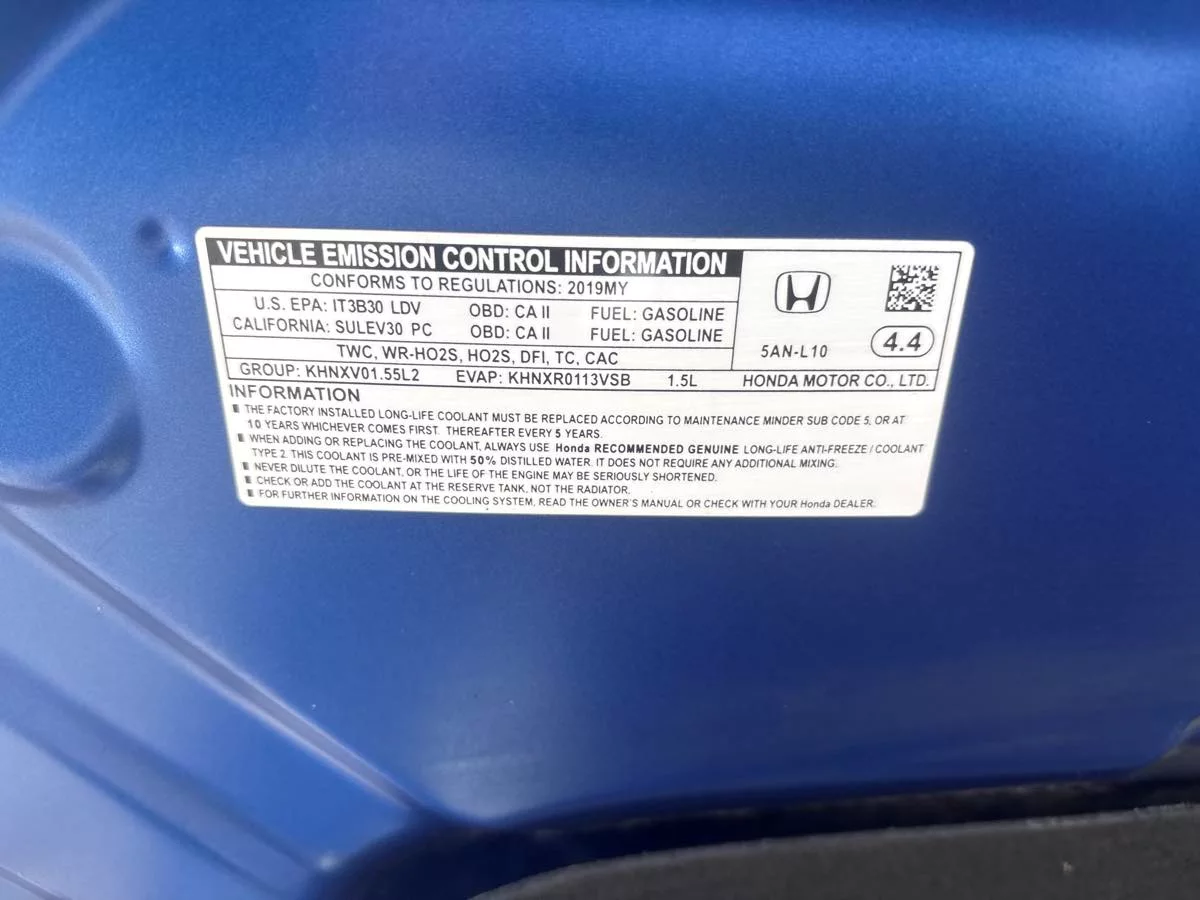 VEHICLE EMISSION CONTROL INFORMATION
CONFORMS TO REGULATIONS: 2019MY
U.S. EPA: IT3B30 LDV OBD: CA II FUEL: GASOLINE
CALIFORNIA: SULEV30 PC OBD: CA II FUEL: GASOLINE
TWC, WR-HO2S, HO2S, DFI, TC, CAC
5AN-L10 4.4
GROUP: KHNXV01.55L2 EVAP: KHNXR0113VSB 1.5L HONDA MOTOR CO., LTD.
INFORMATION
THE FACTORY INSTALLED LONG-LIFE COOLANT MUST BE REPLACED ACCORDING TO MAINTENANCE MINDER SUB CODE 5, OR AT
10 YEARS WHICHEVER COMES FIRST. THEREAFTER EVERY 5 YEARS.
WHEN ADDING OR REPLACING THE COOLANT, ALWAYS USE Honda RECOMMENDED GENUINE LONG-LIFE ANTI-FREEZE / COOLANT
TYPE 2. THIS COOLANT IS PRE-MIXED WITH 50% DISTILLED WATER. IT DOES NOT REQUIRE ANY ADDITIONAL MIXING.
NEVER DILUTE THE COOLANT, OR THE LIFE OF THE ENGINE MAY BE SERIOUSLY SHORTENED.
CHECK OR ADD THE COOLANT AT THE RESERVE TANK, NOT THE RADIATOR.
FOR FURTHER INFORMATION ON THE COOLING SYSTEM, READ THE OWNER'S MANUAL OR CHECK WITH YOUR Honda DEALER.